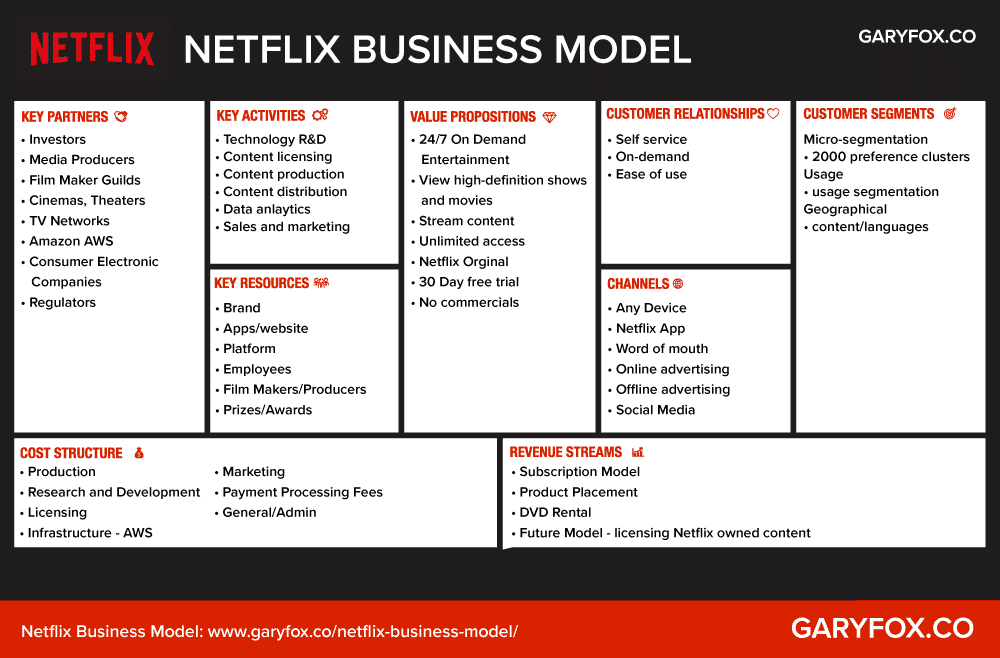 NETFLIX
NETFLIX BUSINESS MODEL
GARYFOX.CO
KEY PARTNERS
• Investors
• Media Producers
• Film Maker Guilds
• Cinemas, Theaters
• TV Networks
• Amazon AWS
• Consumer Electronic
Companies
• Regulators
KEY ACTIVITIES
• Technology R&D
• Content licensing
• Content production
• Content distribution
• Data anlaytics
• Sales and marketing
KEY RESOURCES
• Brand
• Apps/website
• Platform
• Employees
• Film Makers/Producers
• Prizes/Awards
VALUE PROPOSITIONS
• 24/7 On Demand
Entertainment
• View high-definition shows
and movies
• Stream content
• Unlimited access
• Netflix Orginal
• 30 Day free trial
• No commercials
CUSTOMER RELATIONSHIPS
• Self service
• On-demand
• Ease of use
CHANNELS
• Any Device
• Netflix App
• Word of mouth
• Online advertising
• Offline advertising
• Social Media
CUSTOMER SEGMENTS
Micro-segmentation
• 2000 preference clusters
Usage
• usage segmentation
Geographical
• content/languages
COST STRUCTURE
• Production
• Research and Development
• Licensing
• Infrastructure - AWS
• Marketing
• Payment Processing Fees
• General/Admin
REVENUE STREAMS
• Subscription Model
• Product Placement
• DVD Rental
• Future Model - licensing Netflix owned content
Netflix Business Model: www.garyfox.co/netflix-business-model/
GARYFOX.CO